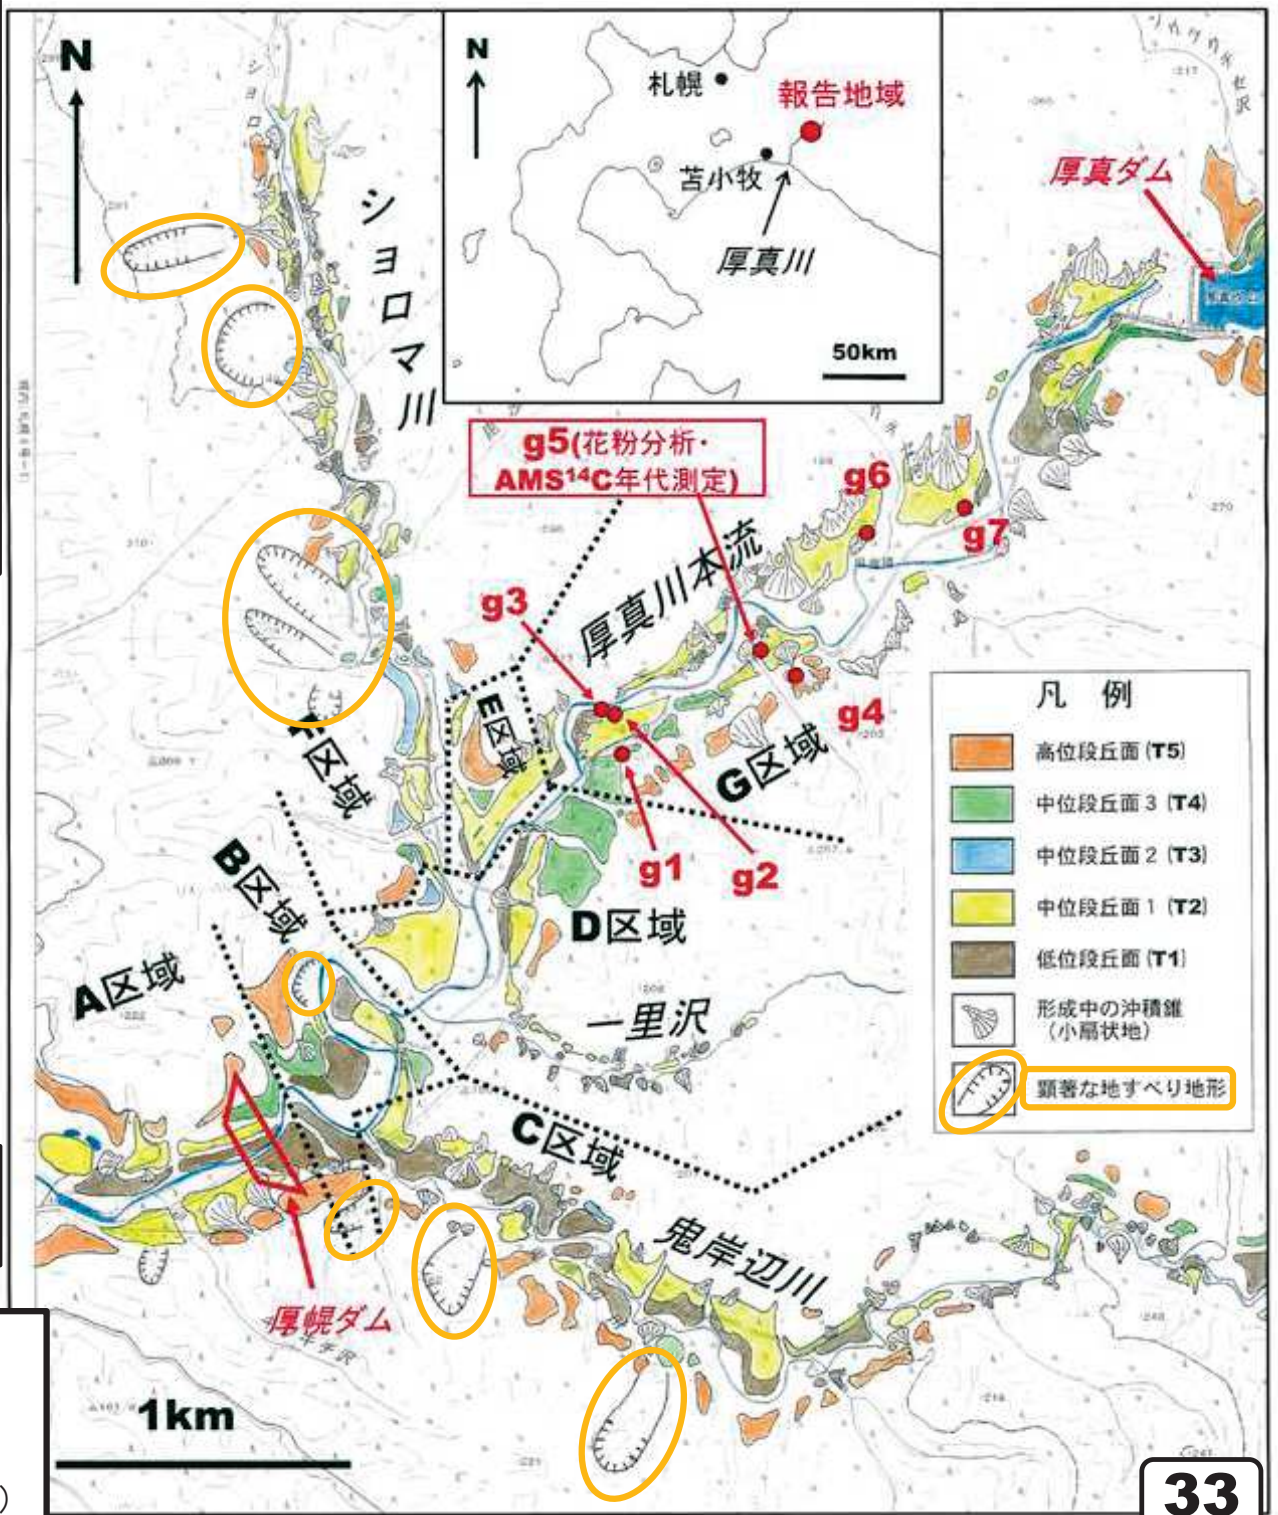 N
N
札幌
報告地域
苫小牧
厚真川
50km
厚真ダム
ショロ
ショロマ川
g5(花粉分析・
AMS¹⁴C年代測定)
g6
g7
厚真川本流
g3
g4
g1
g2
E区域
F区域
G区域
B区域
D区域
A区域
一里沢
C区域
鬼岸辺川
厚幌ダム
1km
凡 例
高位段丘面 (T5)
中位段丘面3 (T4)
中位段丘面2 (T3)
中位段丘面1 (T2)
低位段丘面 (T1)
形成中の沖積錐
(小扇状地)
顕著な地すべり地形
33